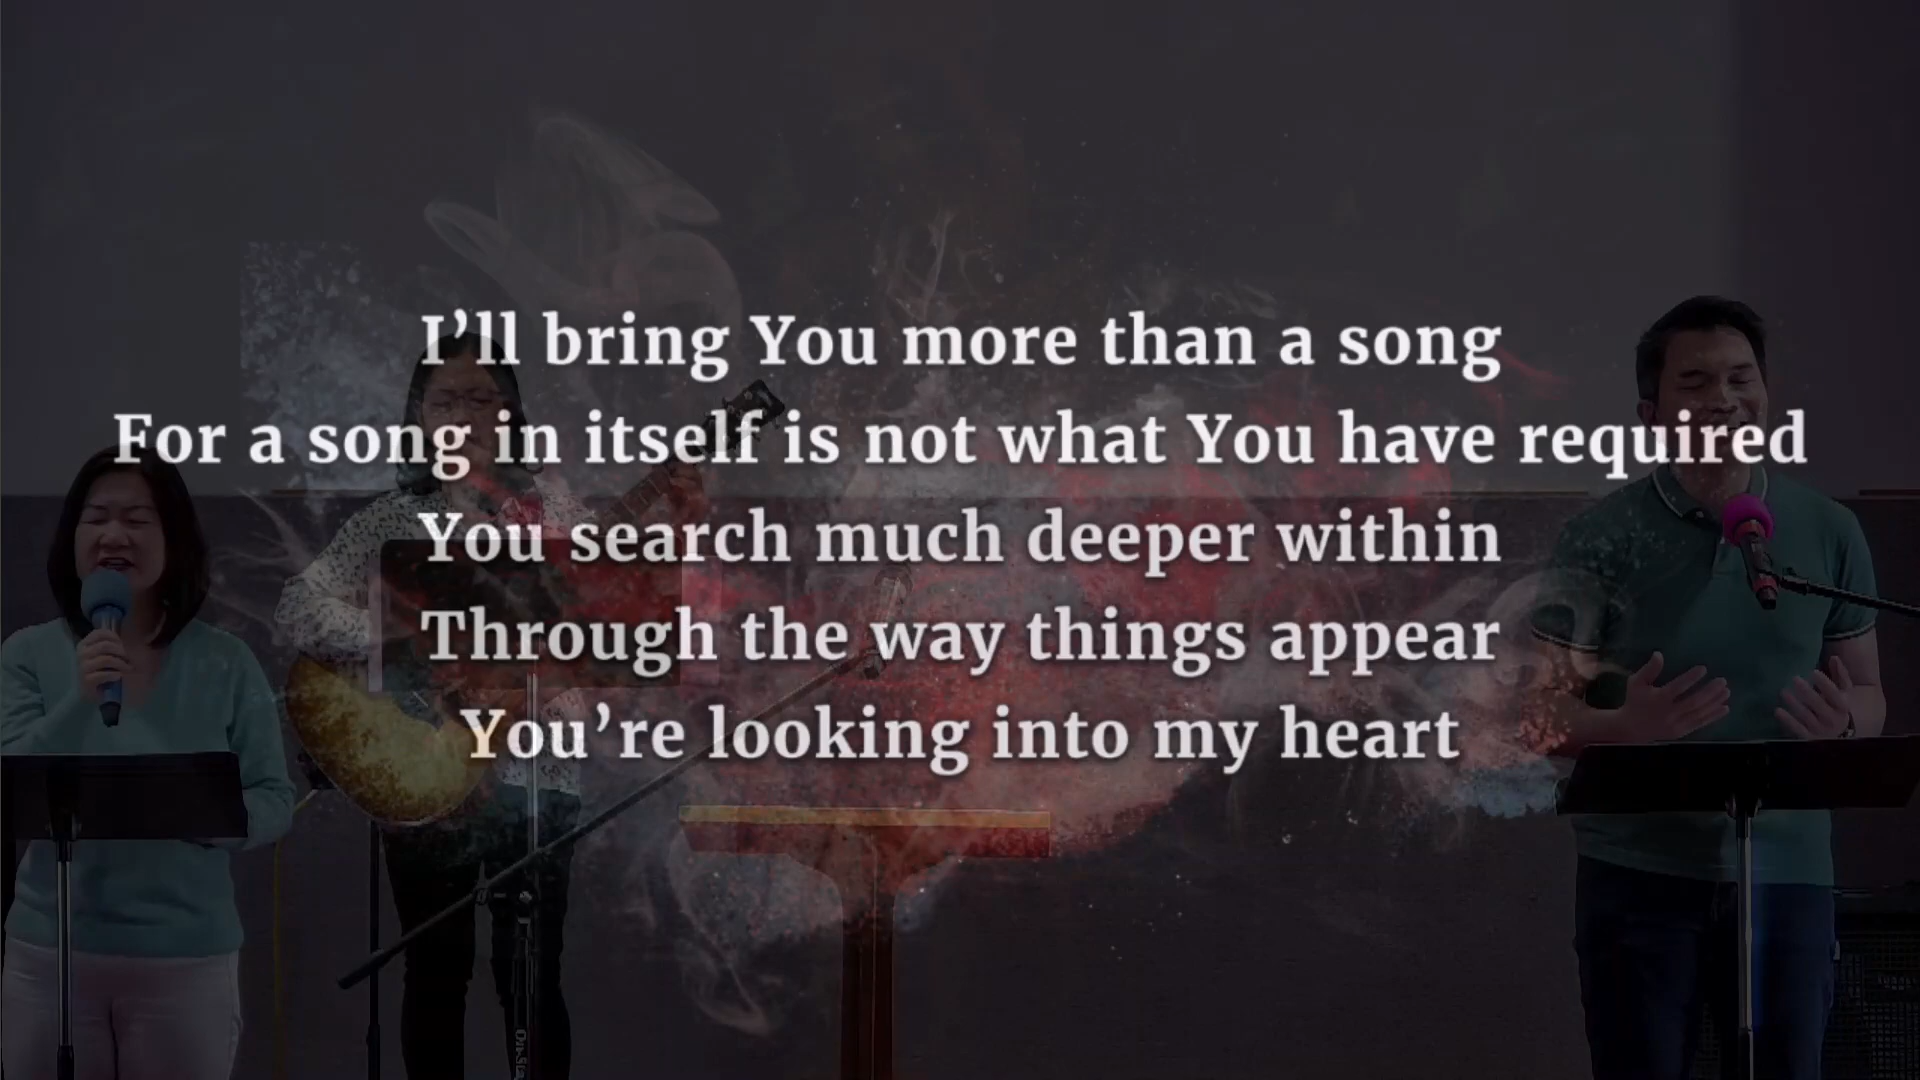 I’ll bring You more than a song
For a song in itself is not what You have required
You search much deeper within
Through the way things appear
You’re looking into my heart